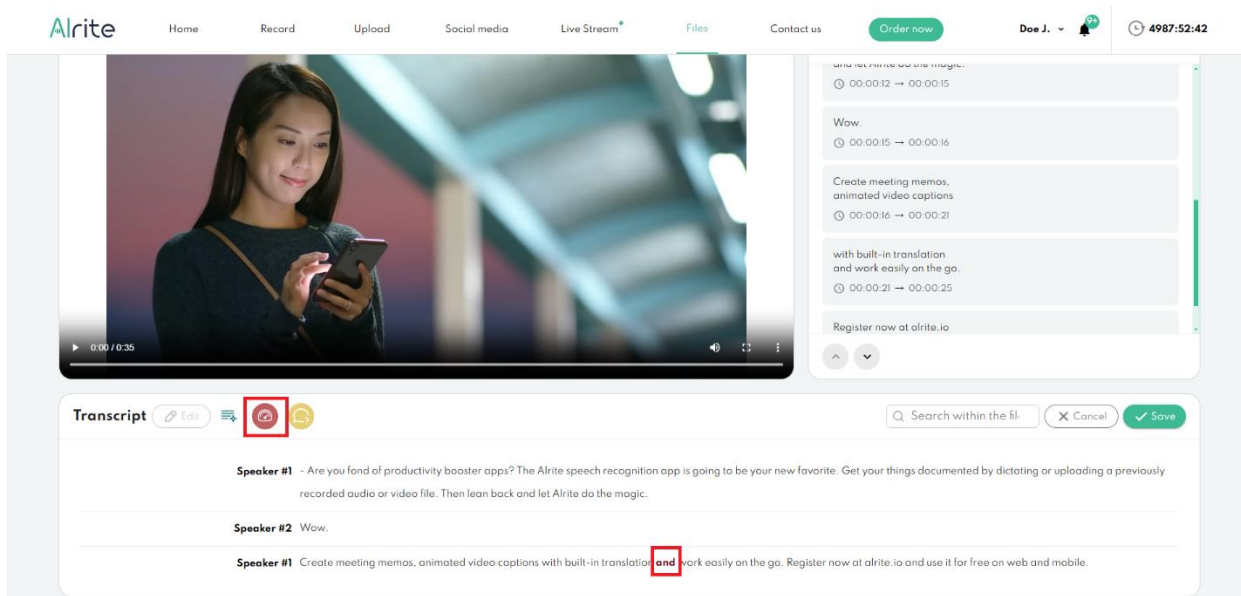 Alrite
Home Record Upload Social media Live Stream Files Contact us Order now Doe J. 9+ 4987:52:42
and let Alrite do the magic.
00:00:12 → 00:00:15
Wow.
00:00:15 → 00:00:16
Create meeting memos,
animated video captions
00:00:16 → 00:00:21
with built-in translation
and work easily on the go.
00:00:21 → 00:00:25
Register now at alrite.io
0:00 / 0:35
Transcript Edit Search within the fil Cancel Save
Speaker #1 - Are you fond of productivity booster apps? The Alrite speech recognition app is going to be your new favorite. Get your things documented by dictating or uploading a previously
recorded audio or video file. Then lean back and let Alrite do the magic.
Speaker #2 Wow.
Speaker #1 Create meeting memos, animated video captions with built-in translation and work easily on the go. Register now at alrite.io and use it for free on web and mobile.